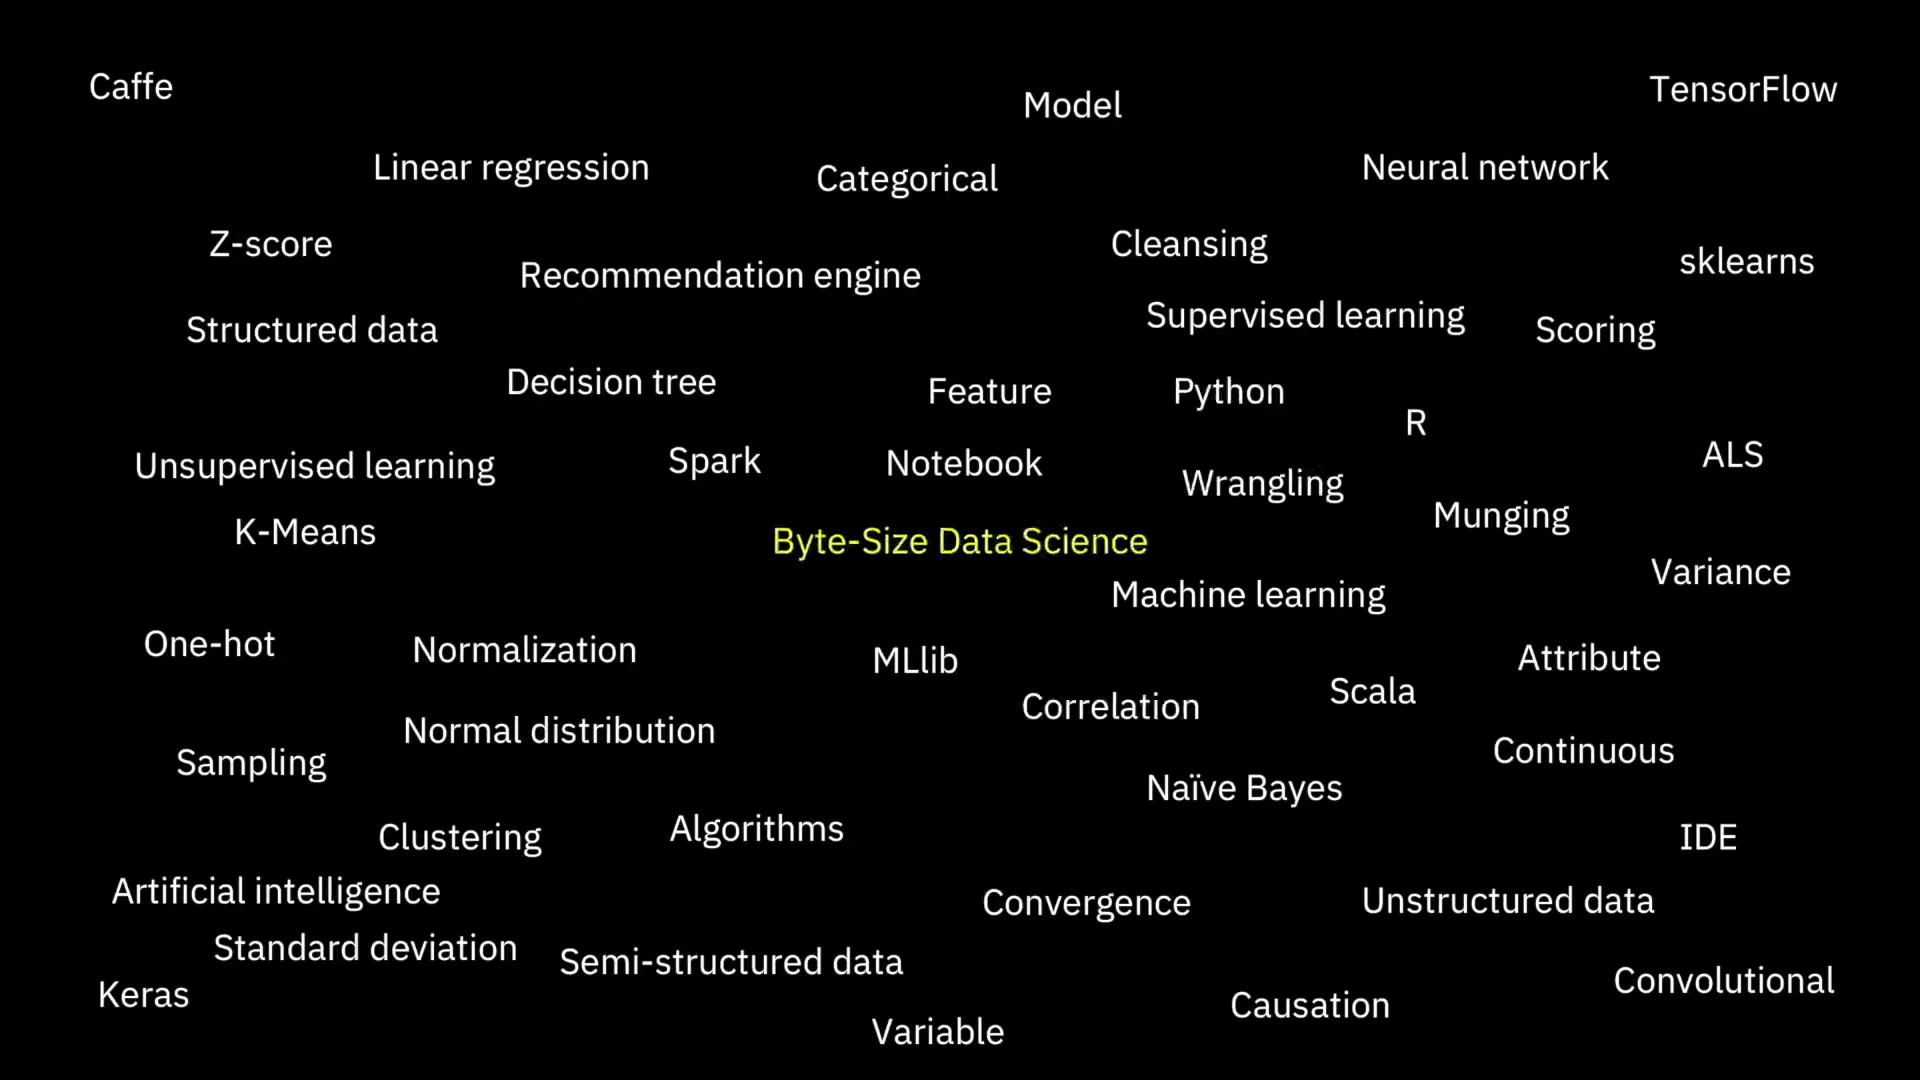 Caffe
Model
TensorFlow
Linear regression
Categorical
Neural network
Z-score
Recommendation engine
Cleansing
sklearns
Structured data
Supervised learning
Scoring
Decision tree
Feature
Python
R
Unsupervised learning
Spark
Notebook
Wrangling
ALS
K-Means
Byte-Size Data Science
Munging
Machine learning
Variance
One-hot
Normalization
MLlib
Attribute
Correlation
Scala
Sampling
Normal distribution
Naïve Bayes
Continuous
Clustering
Algorithms
IDE
Artificial intelligence
Convergence
Unstructured data
Standard deviation
Semi-structured data
Convolutional
Keras
Variable
Causation